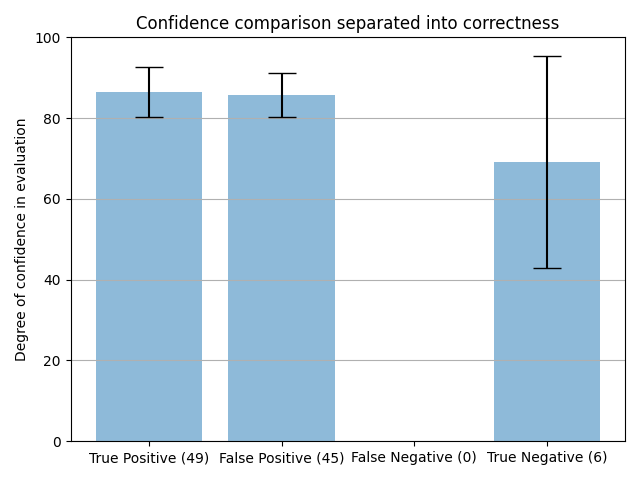 Confidence comparison separated into correctness
Degree of confidence in evaluation
100
80
60
40
20
0
True Positive (49)
False Positive (45)
False Negative (0)
True Negative (6)